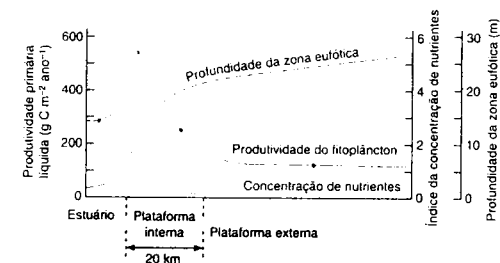 Produtividade primária
líquida (g C m⁻² ano⁻¹)
600
400
200
0
Profundidade da zona eufótica
Produtividade do fitoplâncton
Concentração de nutrientes
6
4
2
0
Índice da concentração de nutrientes
30
20
10
0
Profundidade da zona eufótica (m)
Estuário
Plataforma
interna
Plataforma externa
20 km